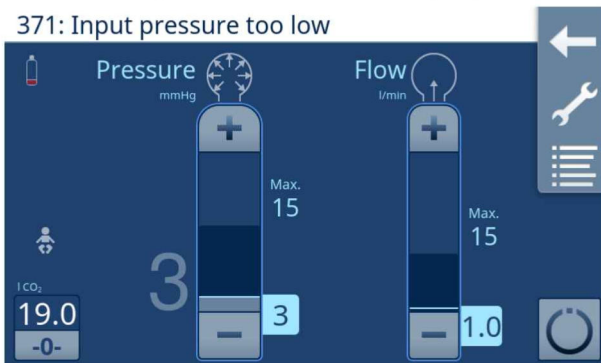 371: Input pressure too low
Pressure
mmHg
Flow
l/min
+
+
Max.
15
Max.
15
3
3
1.0
l CO₂
19.0
-0-
−
−